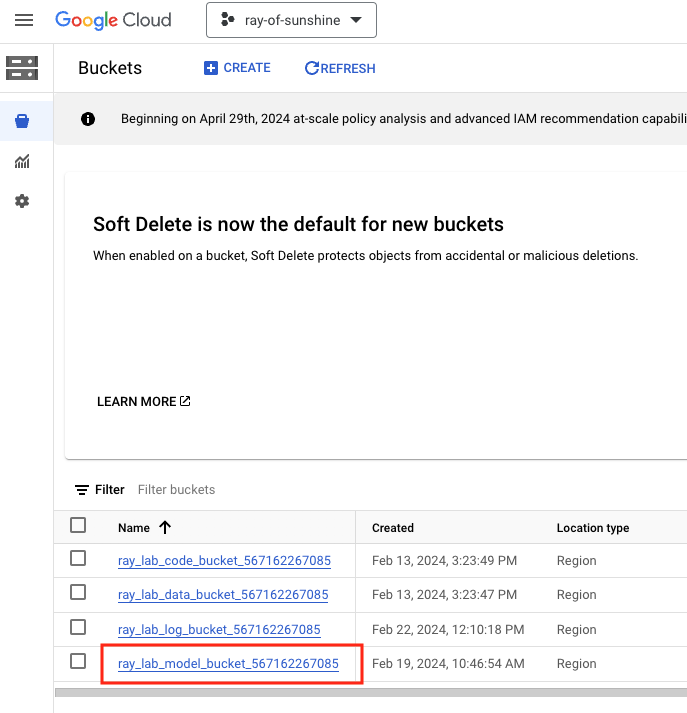 Google Cloud ray-of-sunshine
Buckets CREATE REFRESH
Beginning on April 29th, 2024 at-scale policy analysis and advanced IAM recommendation capabili
Soft Delete is now the default for new buckets
When enabled on a bucket, Soft Delete protects objects from accidental or malicious deletions.
LEARN MORE
Filter Filter buckets
Name Created Location type
ray_lab_code_bucket_567162267085 Feb 13, 2024, 3:23:49 PM Region
ray_lab_data_bucket_567162267085 Feb 13, 2024, 3:23:47 PM Region
ray_lab_log_bucket_567162267085 Feb 22, 2024, 12:10:18 PM Region
ray_lab_model_bucket_567162267085 Feb 19, 2024, 10:46:54 AM Region